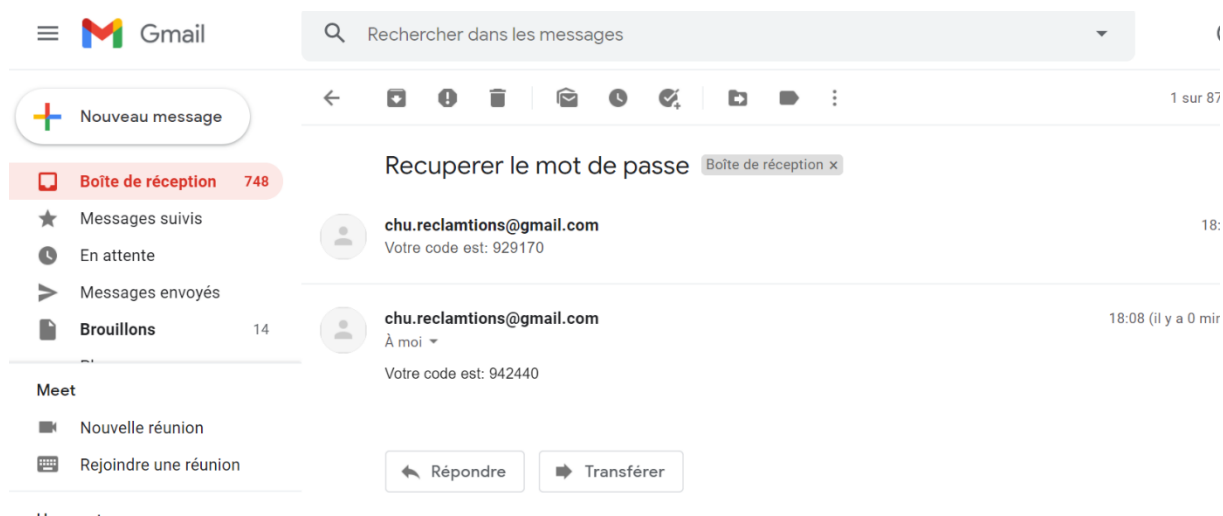 Gmail
Rechercher dans les messages
Nouveau message
1 sur 87
Boîte de réception 748
Messages suivis
En attente
Messages envoyés
Brouillons 14
Meet
Nouvelle réunion
Rejoindre une réunion
Recuperer le mot de passe Boîte de réception x
chu.reclamtions@gmail.com 18:
Votre code est: 929170
chu.reclamtions@gmail.com 18:08 (il y a 0 mir
À moi
Votre code est: 942440
Répondre Transférer